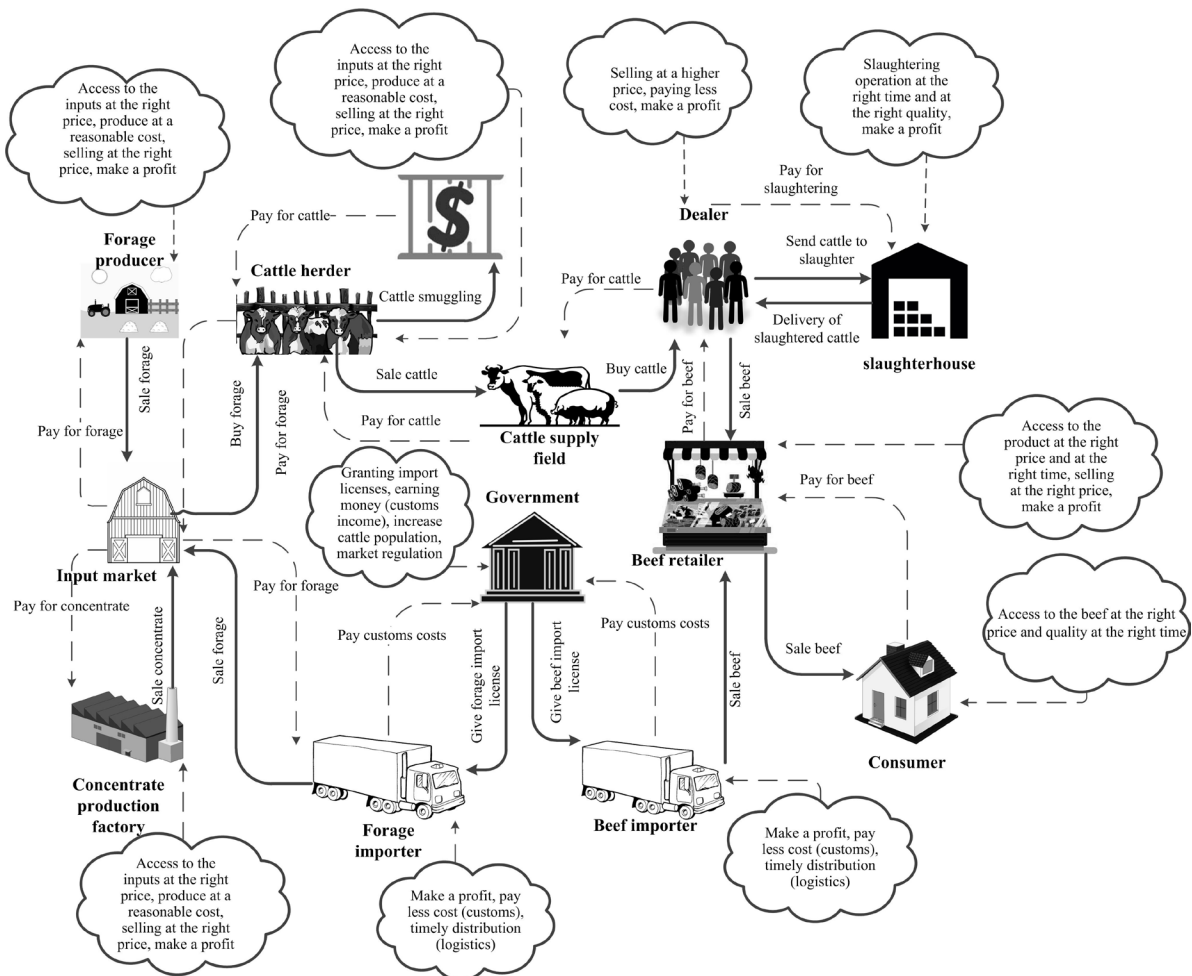 Access to the
inputs at the right
price, produce at a
reasonable cost,
selling at the right
price, make a profit
Access to the
inputs at the right
price, produce at a
reasonable cost,
selling at the right
price, make a profit
Selling at a higher
price, paying less
cost, make a profit
Slaughtering
operation at the
right time and at
the right quality,
make a profit
Pay for
slaughtering
Dealer
Pay for cattle
$
Forage
producer
Cattle herder
Send cattle to
slaughter
Pay for cattle
Cattle smuggling
Delivery of
slaughtered cattle
slaughterhouse
Sale forage
Sale cattle
Buy cattle
Pay for beef
Sale beef
Pay for forage
Buy forage
Pay for forage
Pay for cattle
Cattle supply
field
Access to the
product at the right
price and at the
right time, selling
at the right price,
make a profit
Granting import
licenses, earning
money (customs
income), increase
cattle population,
market regulation
Government
Pay for beef
Beef retailer
Input market
Pay for forage
Pay for concentrate
Sale concentrate
Sale forage
Pay customs costs
Give forage import
license
Give beef import
license
Pay customs costs
Sale beef
Sale beef
Access to the beef at the right
price and quality at the right time
Consumer
Concentrate
production
factory
Forage
importer
Beef importer
Access to the
inputs at the right
price, produce at a
reasonable cost,
selling at the right
price, make a profit
Make a profit, pay
less cost (customs),
timely distribution
(logistics)
Make a profit, pay
less cost (customs),
timely distribution
(logistics)